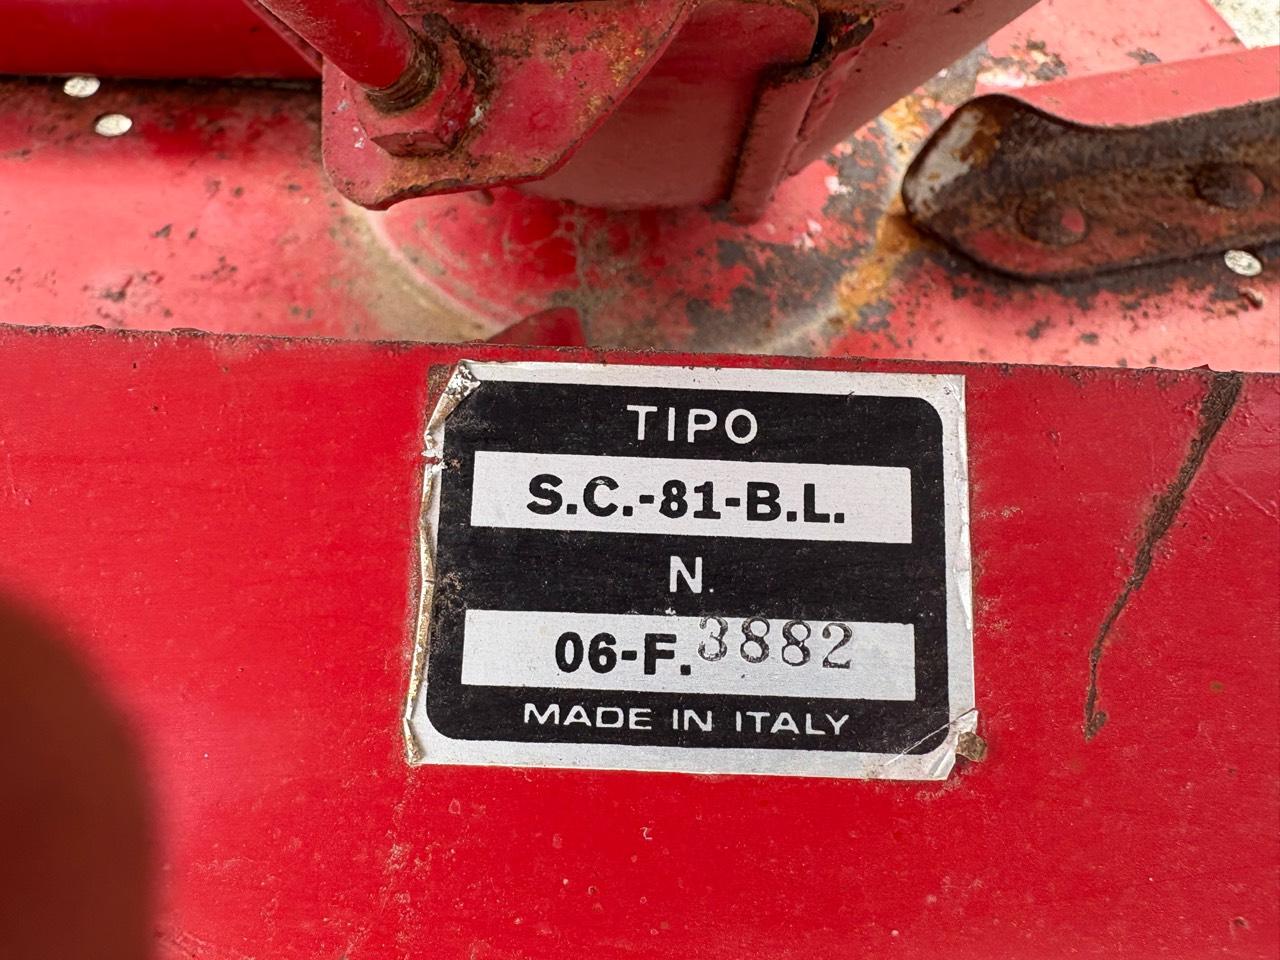 TIPO
S.C.-81-B.L.
N.
06-F.3882
MADE IN ITALY